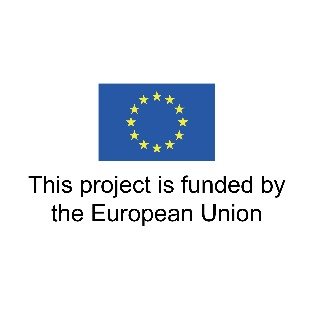 This project is funded by
the European Union